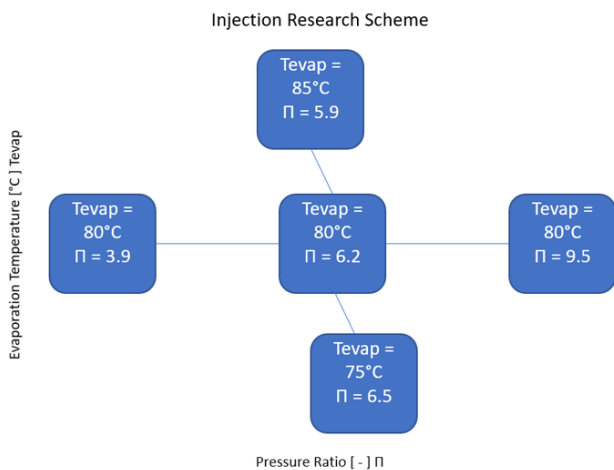 Injection Research Scheme
Tevap =
85°C
Π = 5.9
Evaporation Temperature [°C ] Tevap
Tevap =
80°C
Π = 3.9
Tevap =
80°C
Π = 6.2
Tevap =
80°C
Π = 9.5
Tevap =
75°C
Π = 6.5
Pressure Ratio [ - ] Π